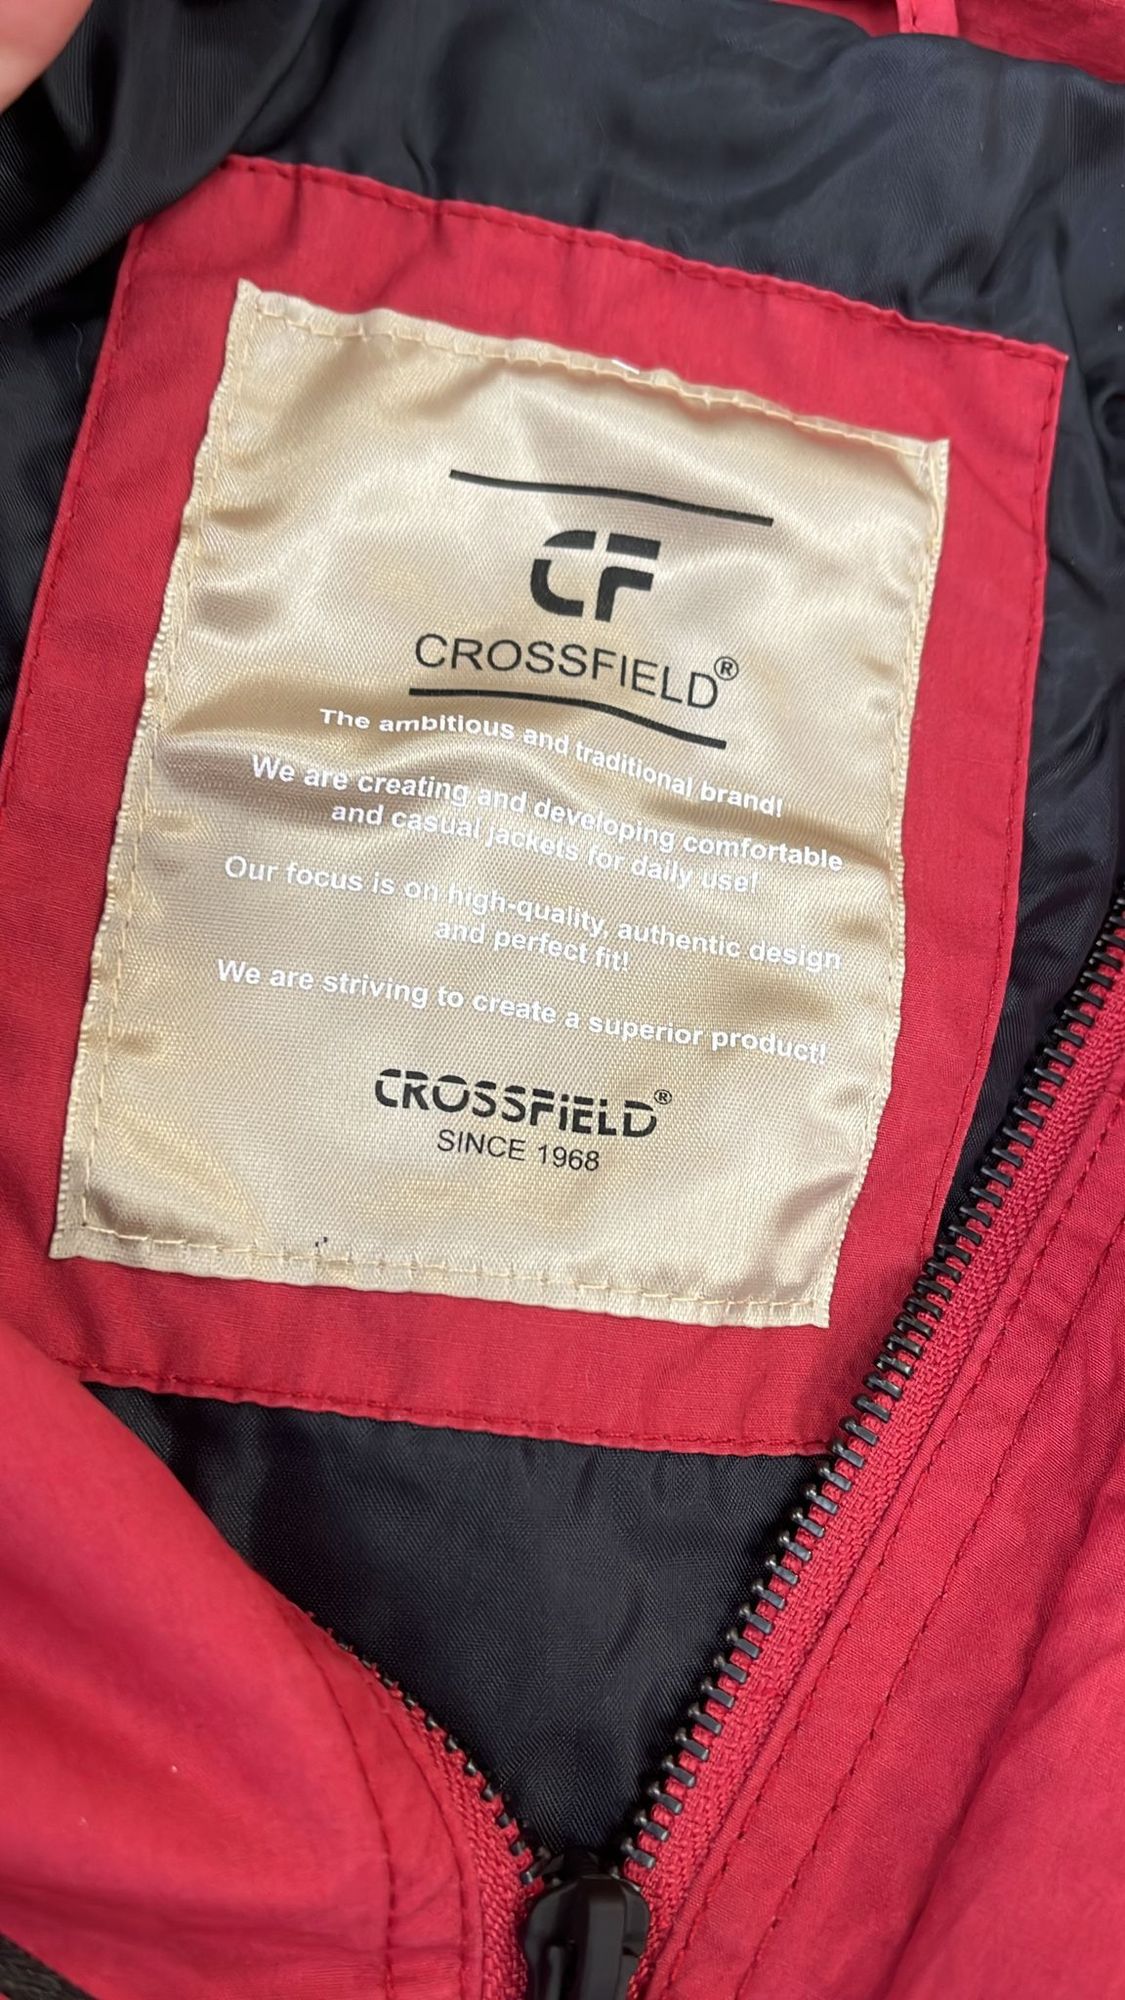 CF
CROSSFIELD®
The ambitious and traditional brand!
We are creating and developing comfortable
and casual jackets for daily use!
Our focus is on high-quality, authentic design
and perfect fit!
We are striving to create a superior product!
CROSSFiELD®
SINCE 1968